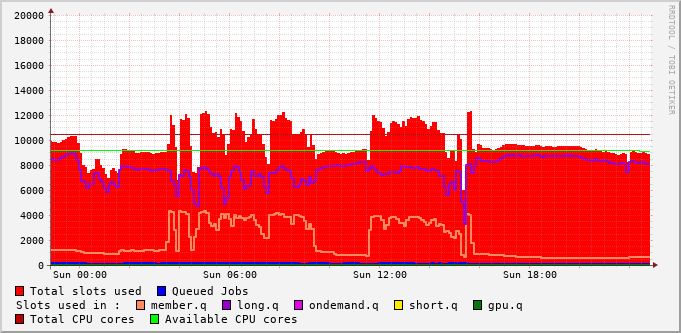 20000
18000
16000
14000
12000
10000
8000
6000
4000
2000
0
Sun 00:00 Sun 06:00 Sun 12:00 Sun 18:00
RRDTOOL / TOBI OETIKER
Total slots used Queued Jobs
Slots used in : member.q long.q ondemand.q short.q gpu.q
Total CPU cores Available CPU cores